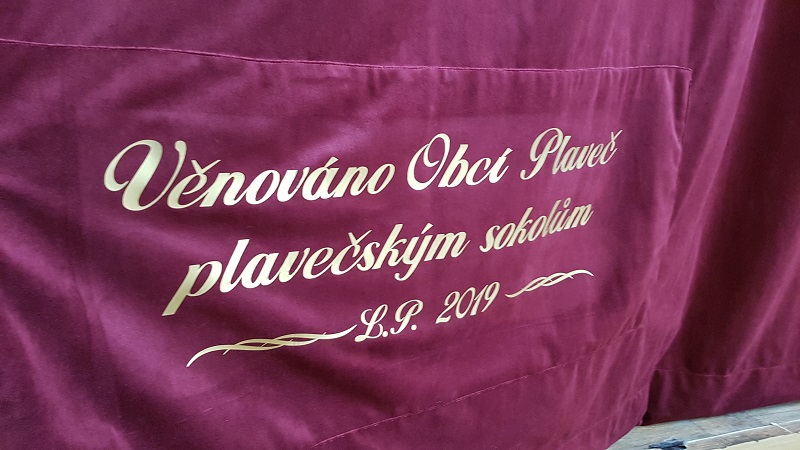 Věnováno Obcí Plaveč
plavečským sokolům
L.P. 2019